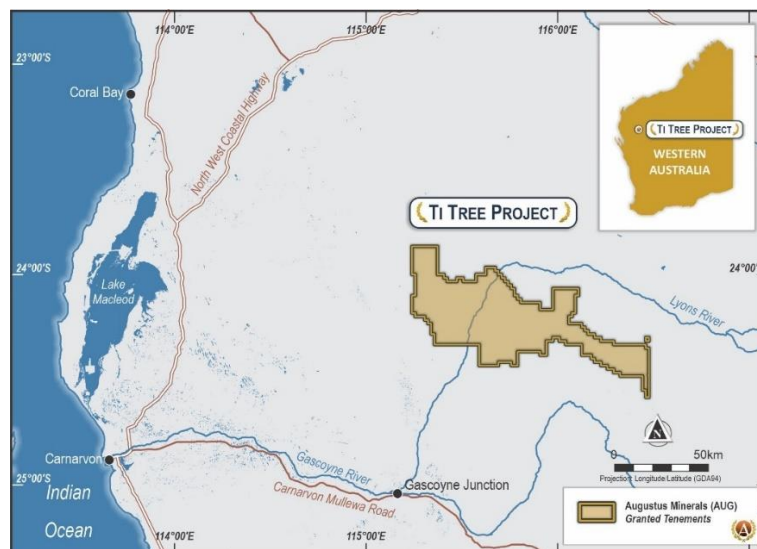 114°00'E
115°00'E
116°00'E
23°00'S
Coral Bay
North West Coastal Highway
TI TREE PROJECT
WESTERN
AUSTRALIA
TI TREE PROJECT
24°00'S
24°00'
Lake
Macleod
Lyons River
Carnarvon
Gascoyne River
Carnarvon Mullewa Road
Gascoyne Junction
25°00'S
Indian
Ocean
0 50km
Projection: Longitude Latitude (GDA94)
Augustus Minerals (AUG)
Granted Tenements
114°00'E
115°00'E